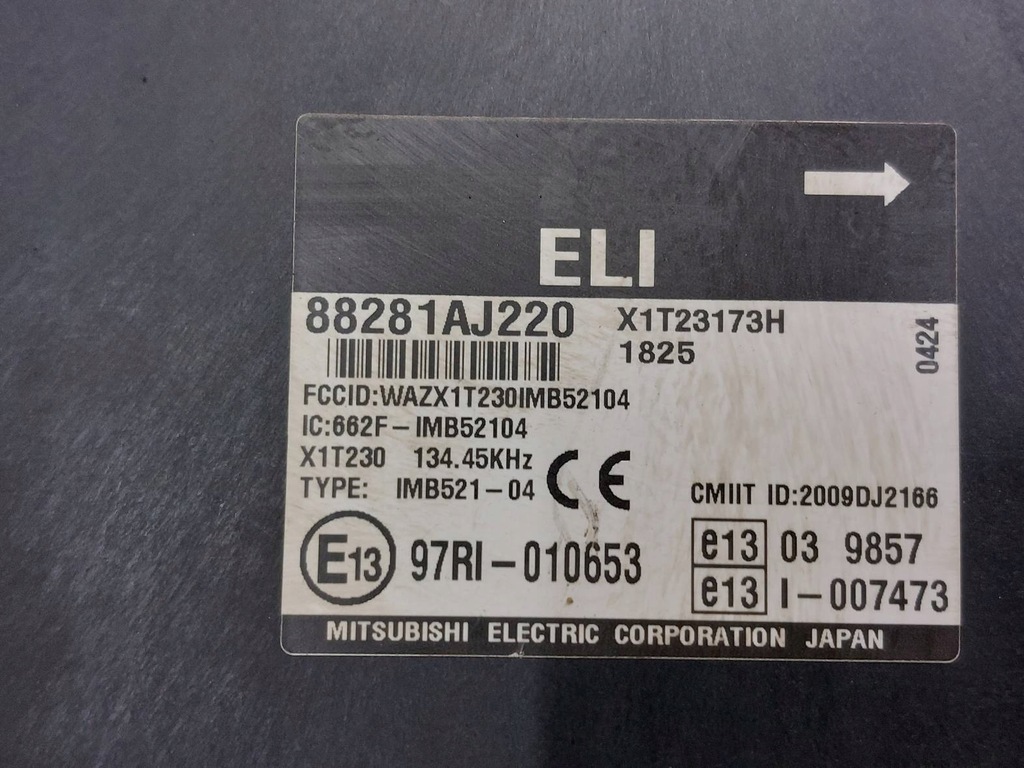 ELI
88281AJ220 X1T23173H
1825
0424
FCCID:WAZX1T230IMB52104
IC:662F-IMB52104
X1T230 134.45KHz
TYPE: IMB521-04 CE
CMIIT ID:2009DJ2166
E13 97RI-010653
e13 03 9857
e13 I-007473
MITSUBISHI ELECTRIC CORPORATION JAPAN